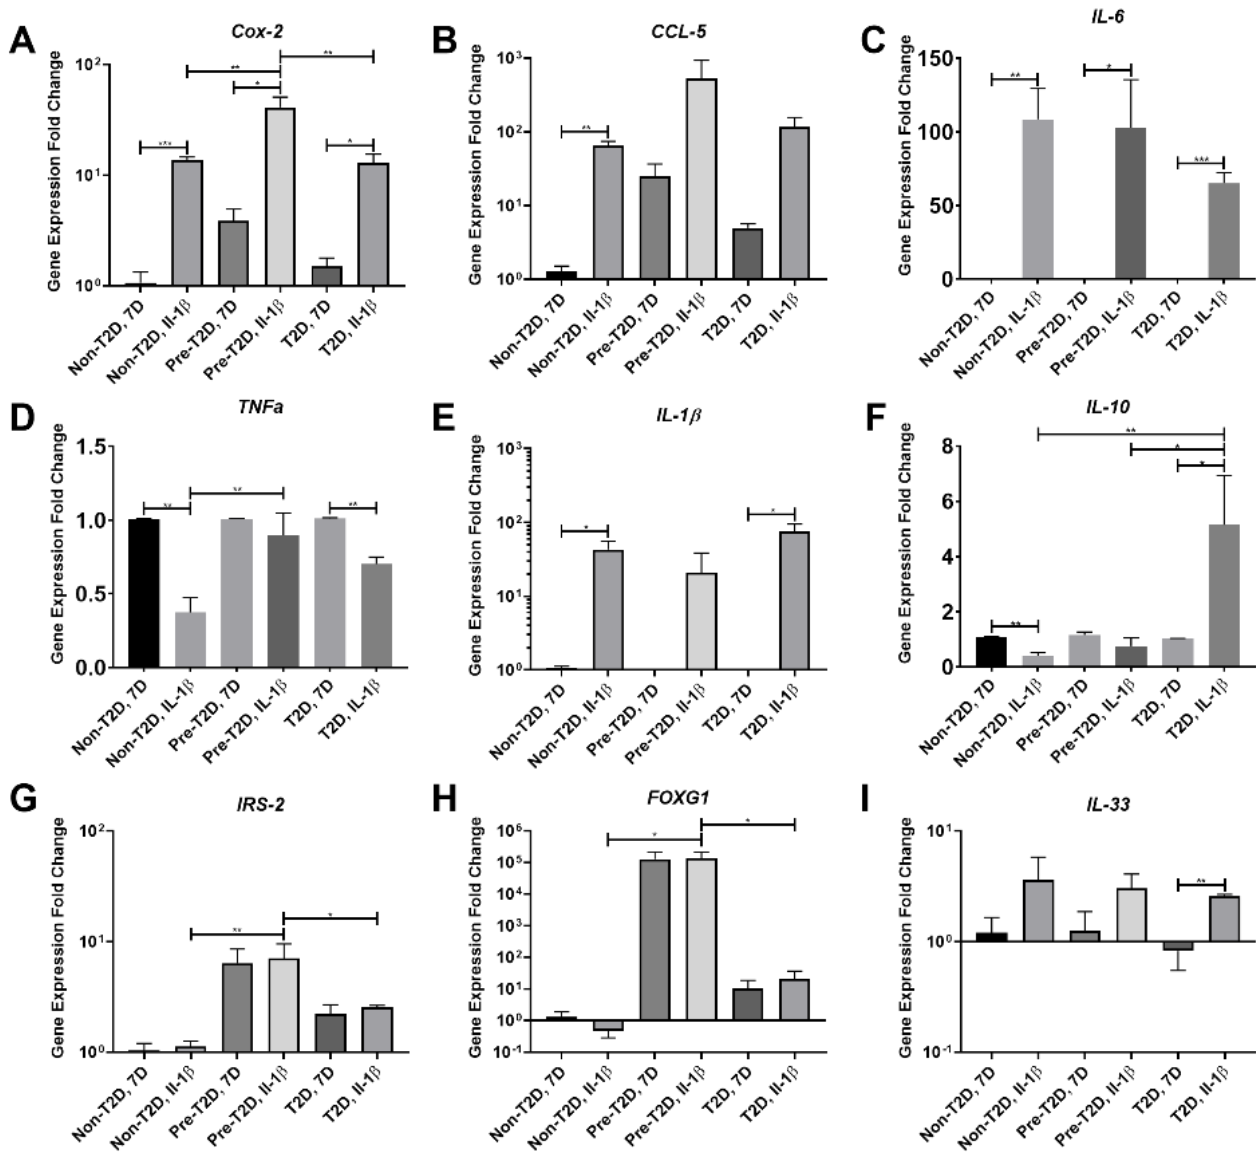 A
Cox-2
Gene Expression Fold Change
10²
10¹
10⁰
***
**
*
**
*
Non-T2D, 7D
Non-T2D, Il-1β
Pre-T2D, 7D
Pre-T2D, Il-1β
T2D, 7D
T2D, Il-1β
B
CCL-5
Gene Expression Fold Change
10³
10²
10¹
10⁰
**
Non-T2D, 7D
Non-T2D, Il-1β
Pre-T2D, 7D
Pre-T2D, Il-1β
T2D, 7D
T2D, Il-1β
C
IL-6
Gene Expression Fold Change
150
100
50
0
**
*
***
Non-T2D, 7D
Non-T2D, IL-1β
Pre-T2D, 7D
Pre-T2D, IL-1β
T2D, 7D
T2D, IL-1β
D
TNFa
Gene Expression Fold Change
1.5
1.0
0.5
0.0
**
**
**
Non-T2D, 7D
Non-T2D, IL-1β
Pre-T2D, 7D
Pre-T2D, IL-1β
T2D, 7D
T2D, IL-1β
E
IL-1β
Gene Expression Fold Change
10³
10²
10¹
10⁰
*
*
Non-T2D, 7D
Non-T2D, Il-1β
Pre-T2D, 7D
Pre-T2D, Il-1β
T2D, 7D
T2D, Il-1β
F
IL-10
Gene Expression Fold Change
8
6
4
2
0
**
**
*
*
Non-T2D, 7D
Non-T2D, IL-1β
Pre-T2D, 7D
Pre-T2D, IL-1β
T2D, 7D
T2D, IL-1β
G
IRS-2
Gene Expression Fold Change
10²
10¹
10⁰
**
*
Non-T2D, 7D
Non-T2D, Il-1β
Pre-T2D, 7D
Pre-T2D, Il-1β
T2D, 7D
T2D, Il-1β
H
FOXG1
Gene Expression Fold Change
10⁶
10⁵
10⁴
10³
10²
10¹
10⁰
10⁻¹
*
*
Non-T2D, 7D
Non-T2D, Il-1β
Pre-T2D, 7D
Pre-T2D, Il-1β
T2D, 7D
T2D, Il-1β
I
IL-33
Gene Expression Fold Change
10¹
10⁰
10⁻¹
**
Non-T2D, 7D
Non-T2D, Il-1β
Pre-T2D, 7D
Pre-T2D, Il-1β
T2D, 7D
T2D, Il-1β